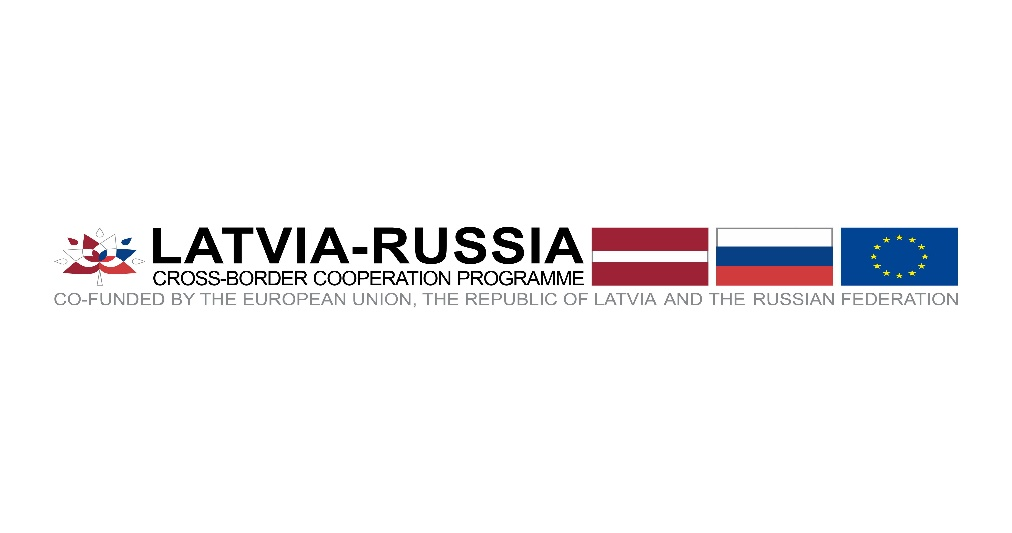 LATVIA-RUSSIA
CROSS-BORDER COOPERATION PROGRAMME
CO-FUNDED BY THE EUROPEAN UNION, THE REPUBLIC OF LATVIA AND THE RUSSIAN FEDERATION